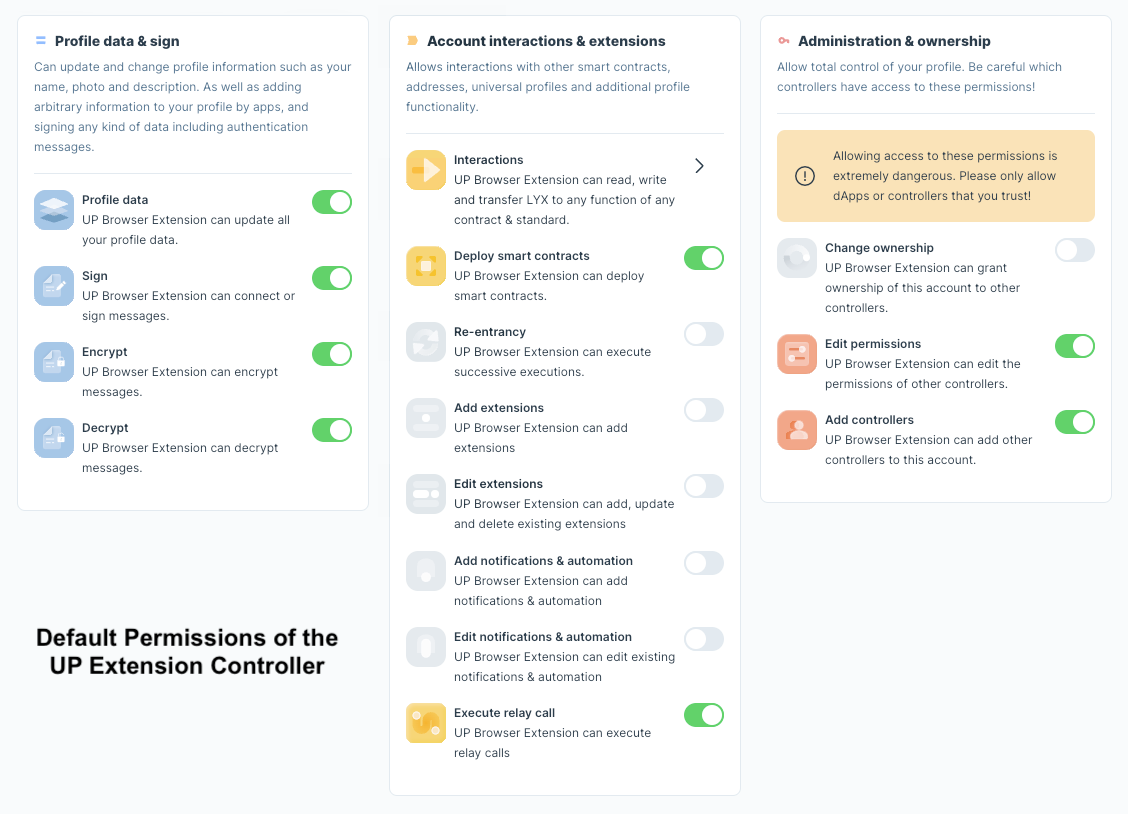 Profile data & sign
Can update and change profile information such as your
name, photo and description. As well as adding
arbitrary information to your profile by apps, and
signing any kind of data including authentication
messages.
Profile data
UP Browser Extension can update all
your profile data.
Sign
UP Browser Extension can connect or
sign messages.
Encrypt
UP Browser Extension can encrypt
messages.
Decrypt
UP Browser Extension can decrypt
messages.
Default Permissions of the
UP Extension Controller
Account interactions & extensions
Allows interactions with other smart contracts,
addresses, universal profiles and additional profile
functionality.
Interactions
UP Browser Extension can read, write
and transfer LYX to any function of any
contract & standard.
Deploy smart contracts
UP Browser Extension can deploy
smart contracts.
Re-entrancy
UP Browser Extension can execute
successive executions.
Add extensions
UP Browser Extension can add
extensions
Edit extensions
UP Browser Extension can add, update
and delete existing extensions
Add notifications & automation
UP Browser Extension can add
notifications & automation
Edit notifications & automation
UP Browser Extension can edit existing
notifications & automation
Execute relay call
UP Browser Extension can execute
relay calls
Administration & ownership
Allow total control of your profile. Be careful which
controllers have access to these permissions!
Allowing access to these permissions is
extremely dangerous. Please only allow
dApps or controllers that you trust!
Change ownership
UP Browser Extension can grant
ownership of this account to other
controllers.
Edit permissions
UP Browser Extension can edit the
permissions of other controllers.
Add controllers
UP Browser Extension can add other
controllers to this account.